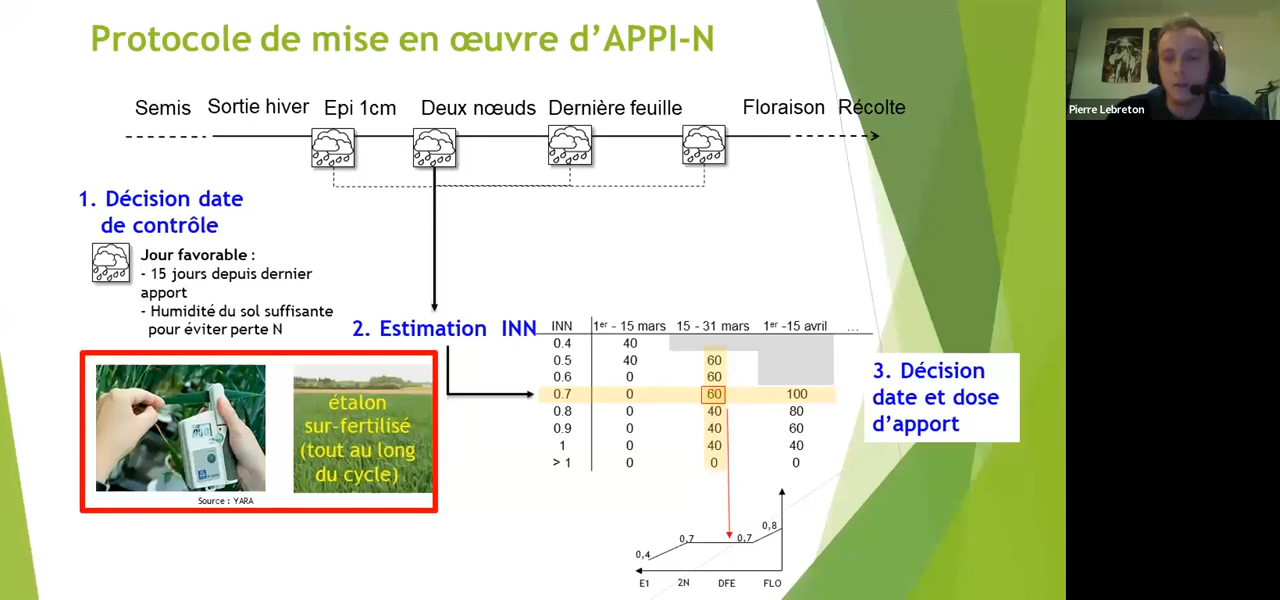 Protocole de mise en œuvre d'APPI-N
Pierre Lebreton
Semis Sortie hiver Epi 1cm Deux nœuds Dernière feuille Floraison Récolte
1. Décision date
de contrôle
Jour favorable :
- 15 jours depuis dernier
apport
- Humidité du sol suffisante
pour éviter perte N
2. Estimation INN
INN 1er - 15 mars 15 - 31 mars 1er -15 avril ...
0.4 40
0.5 40 60
0.6 0 60
0.7 0 60 100
0.8 0 40 80
0.9 0 40 60
1 0 40 40
> 1 0 0 0
3. Décision
date et dose
d'apport
étalon
sur-fertilisé
(tout au long
du cycle)
Source : YARA
0,4 0,7 0,7 0,8
E1 2N DFE FLO